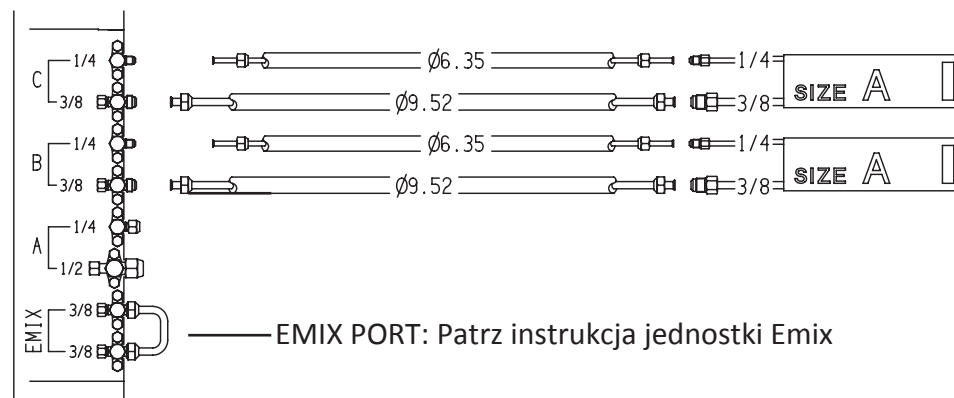 C
1/4
3/8
Ø6.35
Ø9.52
1/4
3/8
SIZE A
B
1/4
3/8
Ø6.35
Ø9.52
1/4
3/8
SIZE A
A
1/4
1/2
EMIX
3/8
3/8
EMIX PORT: Patrz instrukcja jednostki Emix